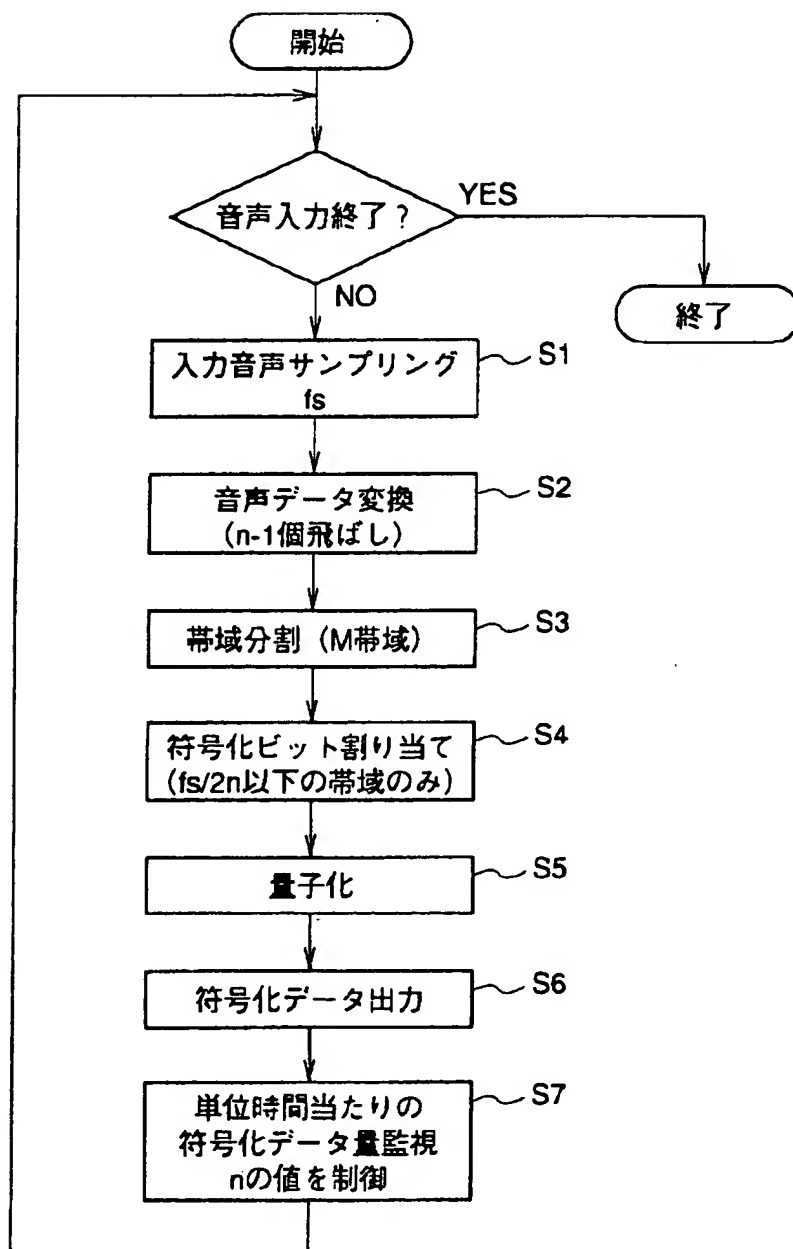 開始
音声入力終了？
YES
NO
終了
入力音声サンプリング
fs
S1
音声データ変換
(n-1個飛ばし)
S2
帯域分割（M帯域）
S3
符号化ビット割り当て
(fs/2n以下の帯域のみ)
S4
量子化
S5
符号化データ出力
S6
単位時間当たりの
符号化データ量監視
nの値を制御
S7